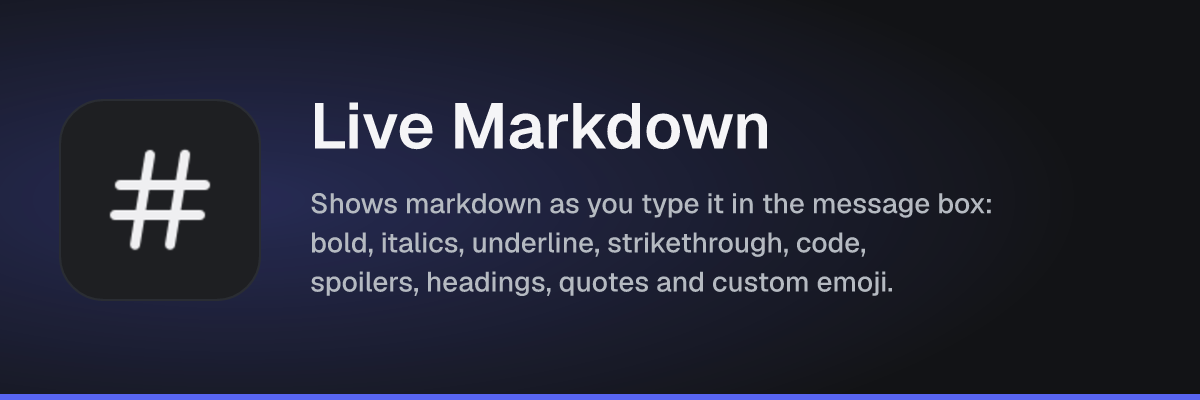 #
Live Markdown
Shows markdown as you type it in the message box:
bold, italics, underline, strikethrough, code,
spoilers, headings, quotes and custom emoji.